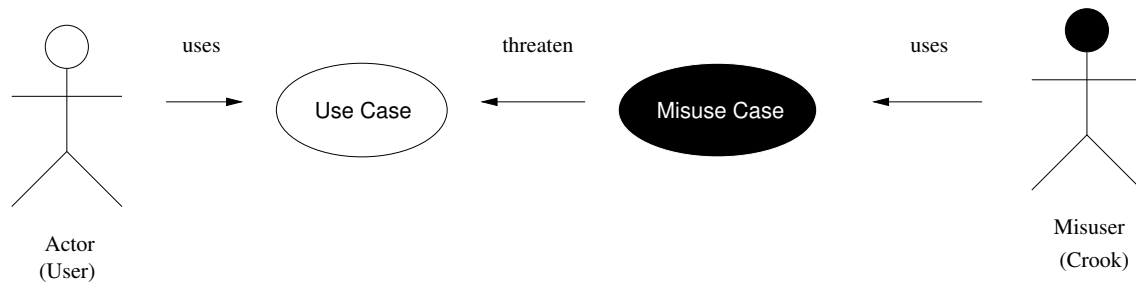 uses
threaten
uses
Use Case
Misuse Case
Actor
(User)
Misuser
(Crook)